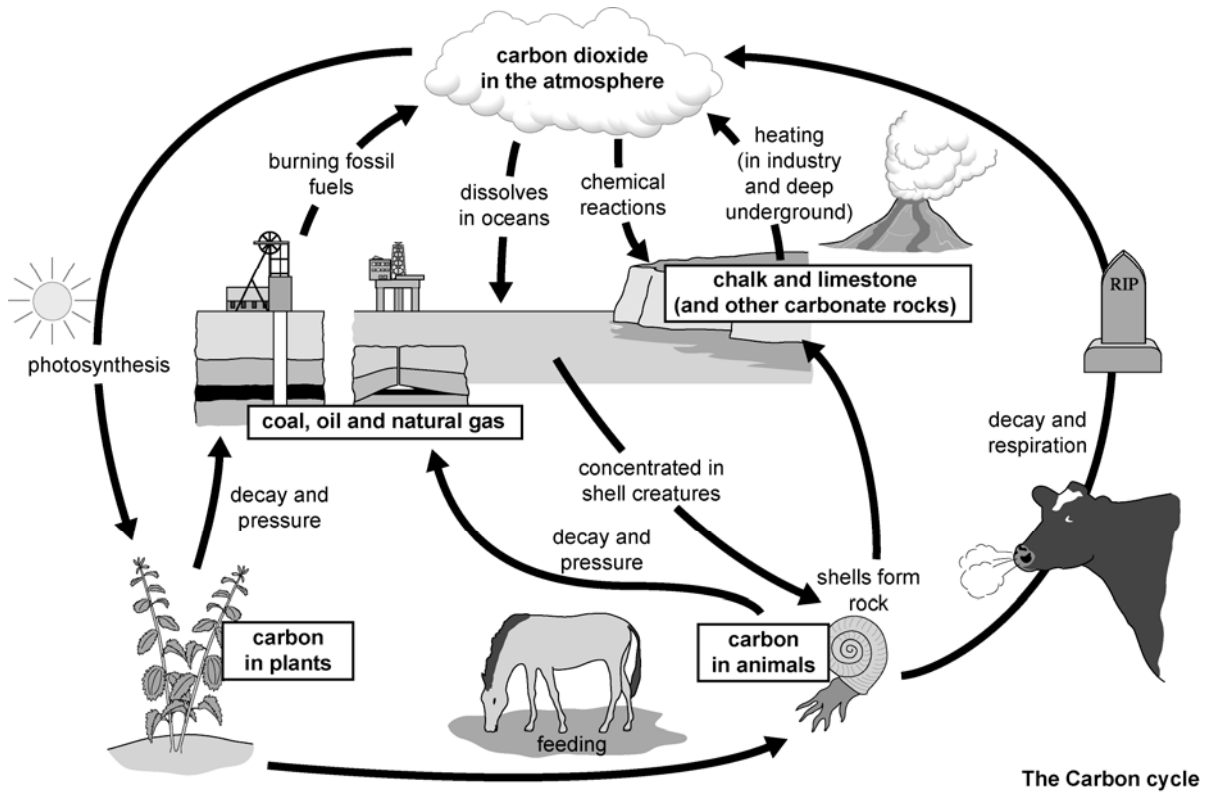 carbon dioxide
in the atmosphere
burning fossil
fuels
dissolves
in oceans
chemical
reactions
heating
(in industry
and deep
underground)
chalk and limestone
(and other carbonate rocks)
RIP
photosynthesis
coal, oil and natural gas
decay and
respiration
concentrated in
shell creatures
decay and
pressure
decay and
pressure
shells form
rock
carbon
in plants
carbon
in animals
feeding
The Carbon cycle